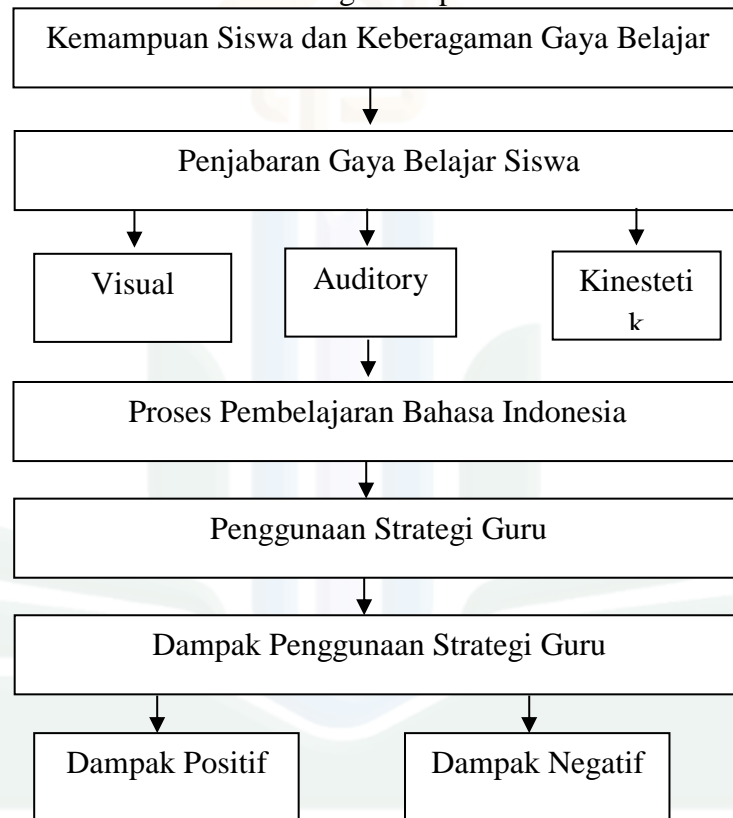 Kemampuan Siswa dan Keberagaman Gaya Belajar
Penjabaran Gaya Belajar Siswa
Visual
Auditory
Kinesteti
k
Proses Pembelajaran Bahasa Indonesia
Penggunaan Strategi Guru
Dampak Penggunaan Strategi Guru
Dampak Positif
Dampak Negatif